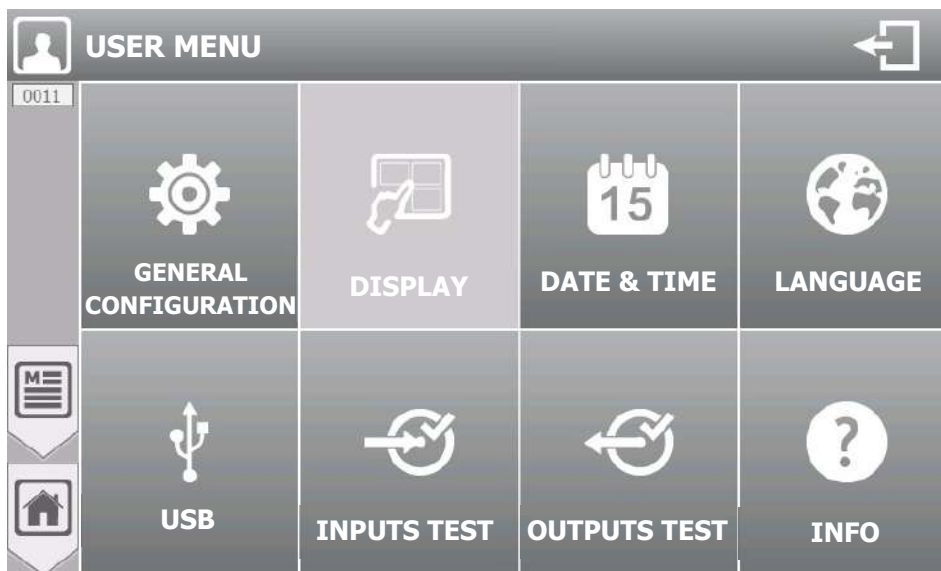 USER MENU
0011
GENERAL
CONFIGURATION
DISPLAY
15
DATE & TIME
LANGUAGE
M
USB
INPUTS TEST
OUTPUTS TEST
?
INFO